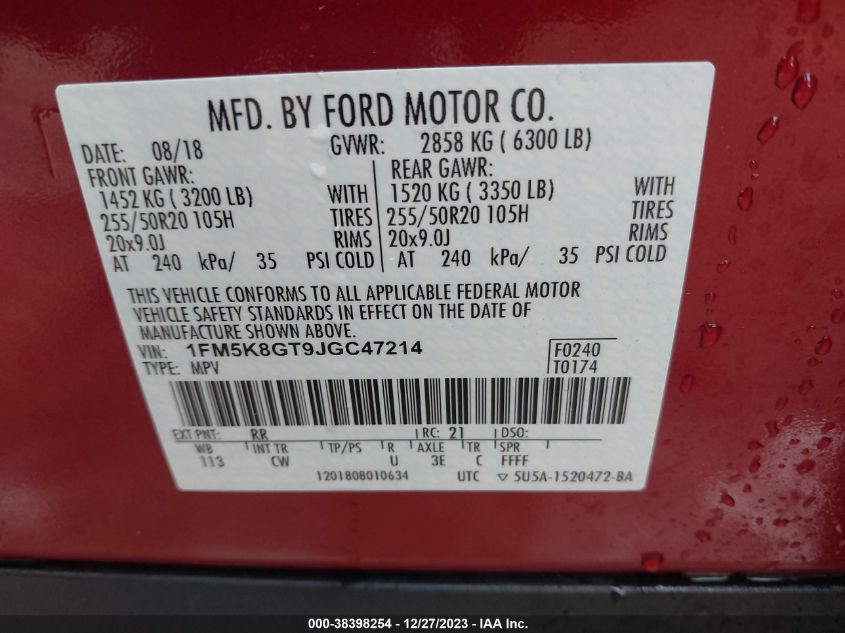 MFD. BY FORD MOTOR CO.
DATE: 08/18 GVWR: 2858 KG ( 6300 LB)
FRONT GAWR: REAR GAWR:
1452 KG ( 3200 LB) WITH 1520 KG ( 3350 LB) WITH
255/50R20 105H TIRES 255/50R20 105H TIRES
20x9.0J RIMS 20x9.0J RIMS
AT 240 kPa/ 35 PSI COLD AT 240 kPa/ 35 PSI COLD
THIS VEHICLE CONFORMS TO ALL APPLICABLE FEDERAL MOTOR
VEHICLE SAFETY STANDARDS IN EFFECT ON THE DATE OF
MANUFACTURE SHOWN ABOVE.
VIN: 1FM5K8GT9JGC47214 F0240
TYPE: MPV T0174
EXT PNT: RR RC: 21 DSO:
WB INT TR TP/PS R AXLE TR SPR
113 CW U 3E C FFFF
1201808010634 UTC ▽ 5U5A-1520472-BA
000-38398254 - 12/27/2023 - IAA Inc.